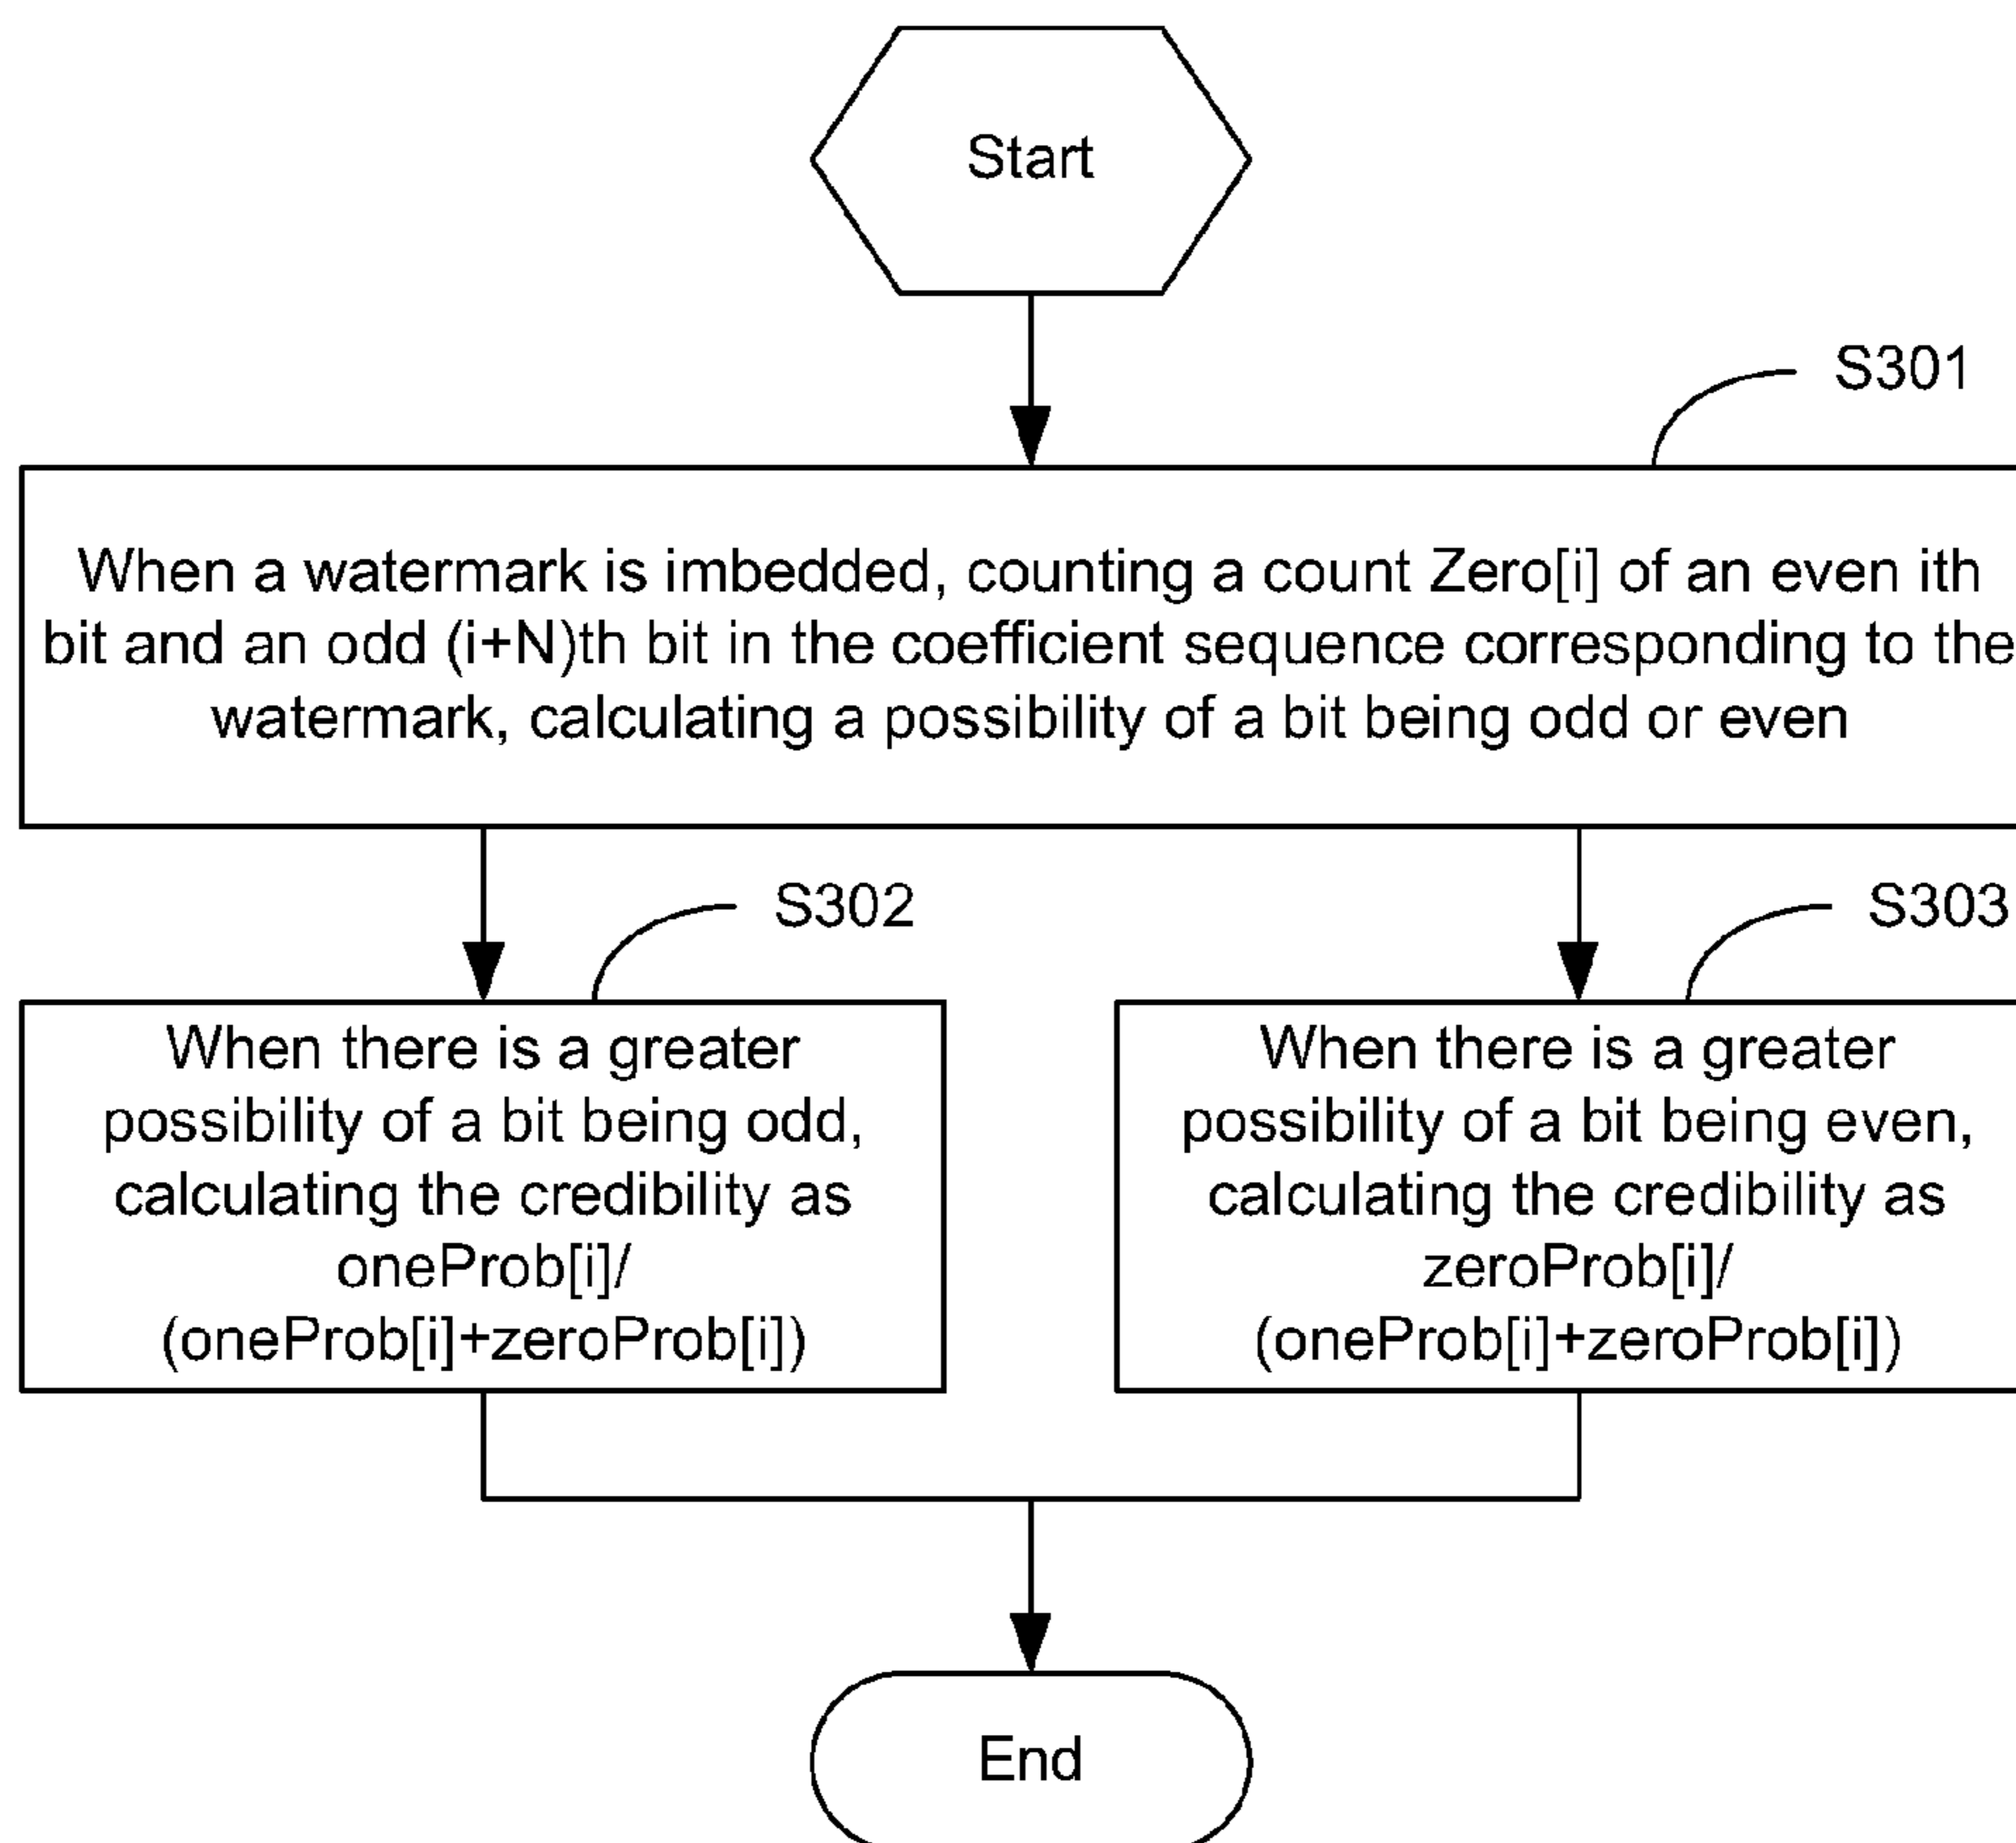 Start
S301
When a watermark is imbedded, counting a count Zero[i] of an even ith
bit and an odd (i+N)th bit in the coefficient sequence corresponding to the
watermark, calculating a possibility of a bit being odd or even
S302
When there is a greater
possibility of a bit being odd,
calculating the credibility as
oneProb[i]/
(oneProb[i]+zeroProb[i])
S303
When there is a greater
possibility of a bit being even,
calculating the credibility as
zeroProb[i]/
(oneProb[i]+zeroProb[i])
End